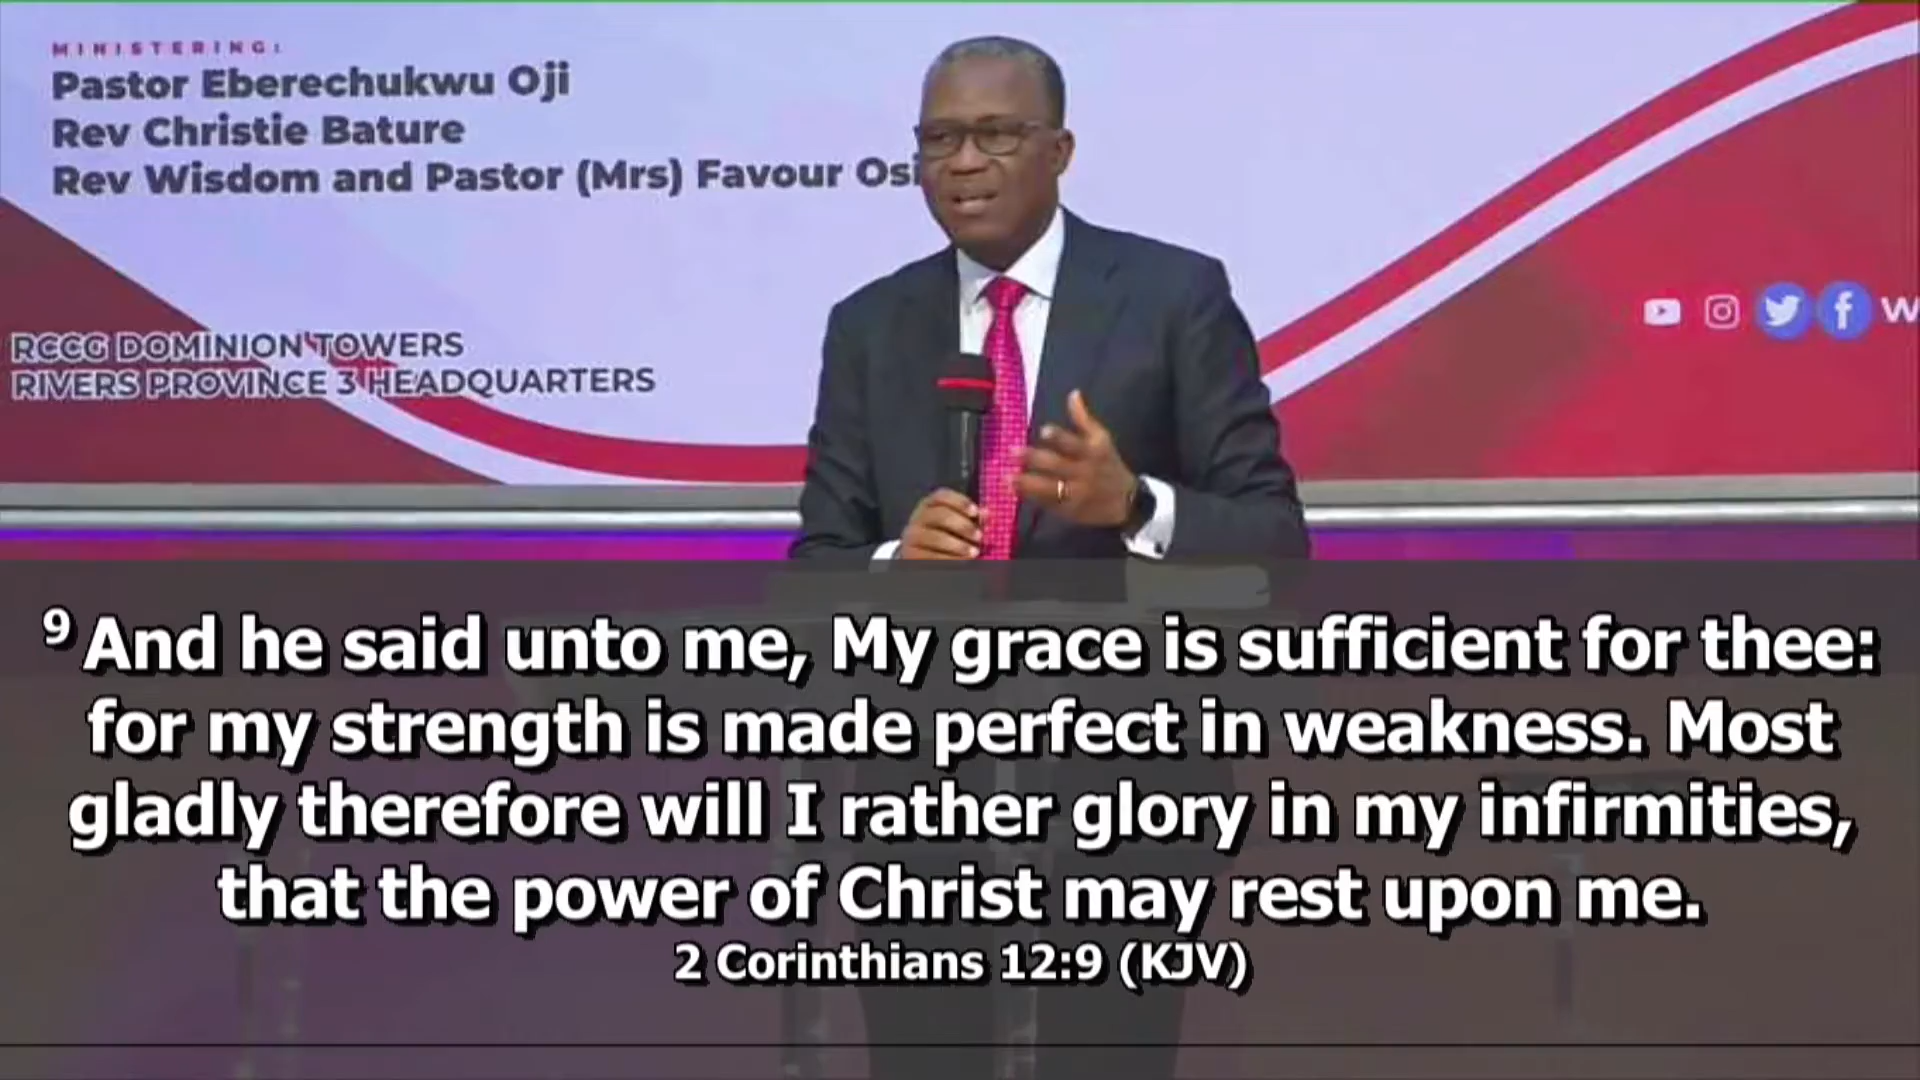 MINISTERING:
Pastor Eberechukwu Oji
Rev Christie Bature
Rev Wisdom and Pastor (Mrs) Favour
RCCG DOMINION TOWERS
RIVERS PROVINCE 3 HEADQUARTERS
9 And he said unto me, My grace is sufficient for thee:
for my strength is made perfect in weakness. Most
gladly therefore will I rather glory in my infirmities,
that the power of Christ may rest upon me.
2 Corinthians 12:9 (KJV)